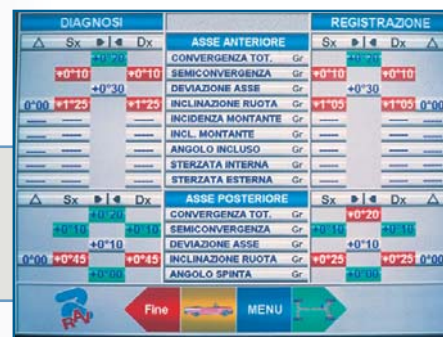 DIAGNOSI REGISTRAZIONE
Sx Dx ASSE ANTERIORE Sx Dx
+0°20 CONVERGENZA TOT. Gr +0°20
+0°10 +0°10 SEMICONVERGENZA Gr +0°10 +0°10
+0°30 DEVIAZIONE ASSE Gr +0°30
0°00 +1°25 +1°25 INCLINAZIONE RUOTA Gr +1°05 +1°05 0°00
INCIDENZA MONTANTE Gr
INCL. MONTANTE Gr
ANGOLO INCLUSO Gr
STERZATA INTERNA Gr
STERZATA ESTERNA Gr
Sx Dx ASSE POSTERIORE Sx Dx
+0°20 CONVERGENZA TOT. Gr +0°20
+0°10 +0°10 SEMICONVERGENZA Gr +0°10 +0°10
+0°10 DEVIAZIONE ASSE Gr +0°10
0°00 +0°45 +0°45 INCLINAZIONE RUOTA Gr +0°25 +0°25 0°00
+0°00 ANGOLO SPINTA Gr +0°00
RAP Fine MENU